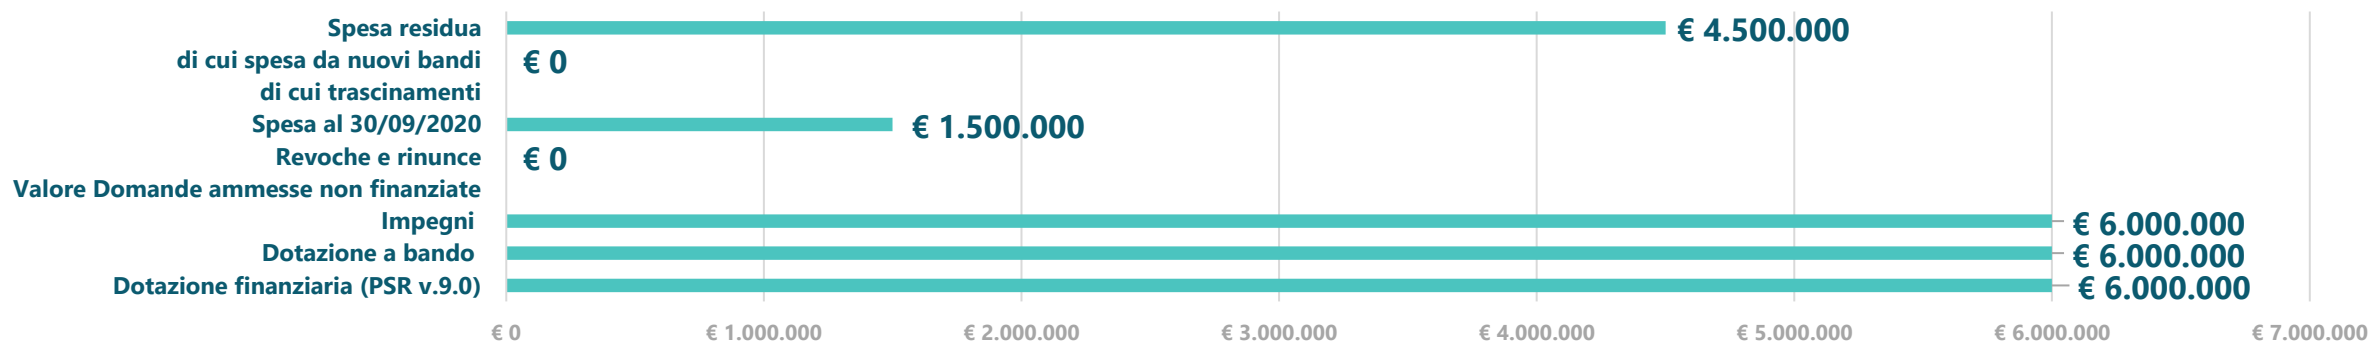 Spesa residua € 4.500.000
di cui spesa da nuovi bandi € 0
di cui trascinamenti
Spesa al 30/09/2020 € 1.500.000
Revoche e rinunce € 0
Valore Domande ammesse non finanziate
Impegni € 6.000.000
Dotazione a bando € 6.000.000
Dotazione finanziaria (PSR v.9.0) € 6.000.000
€ 0 € 1.000.000 € 2.000.000 € 3.000.000 € 4.000.000 € 5.000.000 € 6.000.000 € 7.000.000